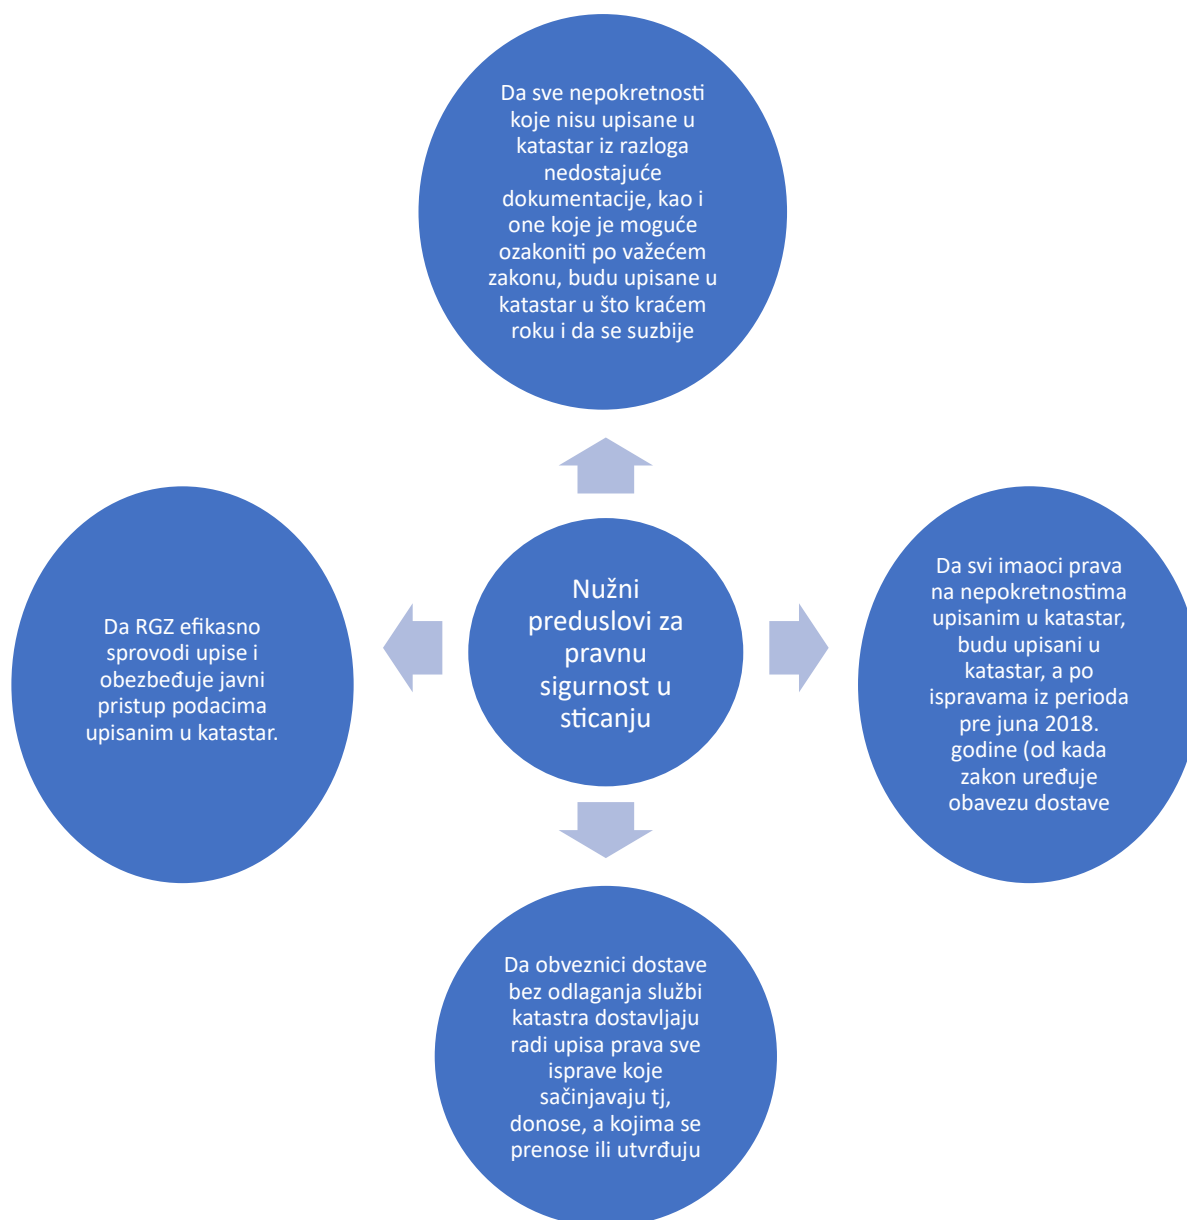 Da sve nepokretnosti
koje nisu upisane u
katastar iz razloga
nedostajuće
dokumentacije, kao i
one koje je moguće
ozakoniti po važećem
zakonu, budu upisane u
katastar u što kraćem
roku i da se suzbije
Nužni
preduslovi za
pravnu
sigurnost u
sticanju
Da svi imaoci prava
na nepokretnostima
upisanim u katastar,
budu upisani u
katastar, a po
ispravama iz perioda
pre juna 2018.
godine (od kada
zakon uređuje
obavezu dostave
Da obveznici dostave
bez odlaganja službi
katastra dostavljaju
radi upisa prava sve
isprave koje
sačinjavaju tj,
donose, a kojima se
prenose ili utvrđuju
Da RGZ efikasno
sprovodi upise i
obezbeđuje javni
pristup podacima
upisanim u katastar.